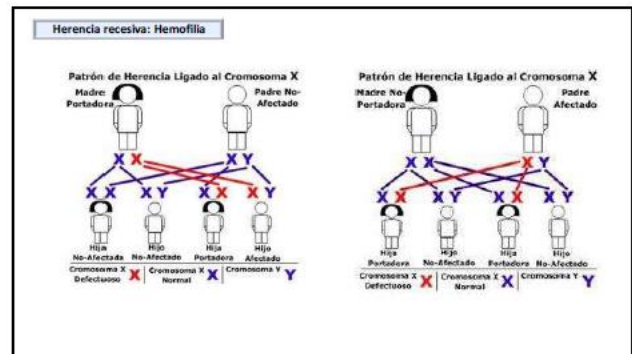 Herencia recesiva: Hemofilia
Patrón de Herencia Ligado al Cromosoma X
Madre Portadora
Padre No-Afectado
X X
X Y
X X
X Y
X X
X Y
Hija No-Afectada
Hijo No-Afectado
Hija Portadora
Hijo Afectado
Cromosoma X Defectuoso X
Cromosoma X Normal X
Cromosoma Y Y
Patrón de Herencia Ligado al Cromosoma X
Madre No-Portadora
Padre Afectado
X X
X Y
X X
X Y
X X
X Y
Hija Portadora
Hijo No-Afectado
Hija Portadora
Hijo No-Afectado
Cromosoma X Defectuoso X
Cromosoma X Normal X
Cromosoma Y Y